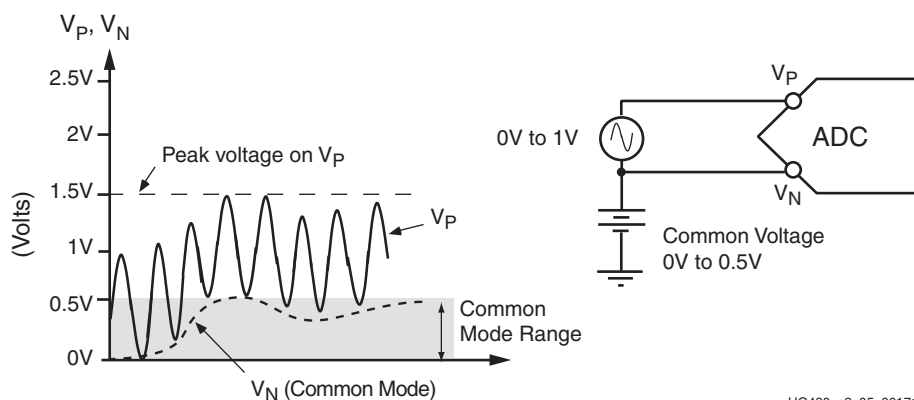 V_P, V_N
2.5V
2V
Peak voltage on V_P
1.5V
(Volts)
V_P
1V
0.5V
Common
Mode Range
0V
V_N (Common Mode)
V_P
0V to 1V
ADC
V_N
Common Voltage
0V to 0.5V